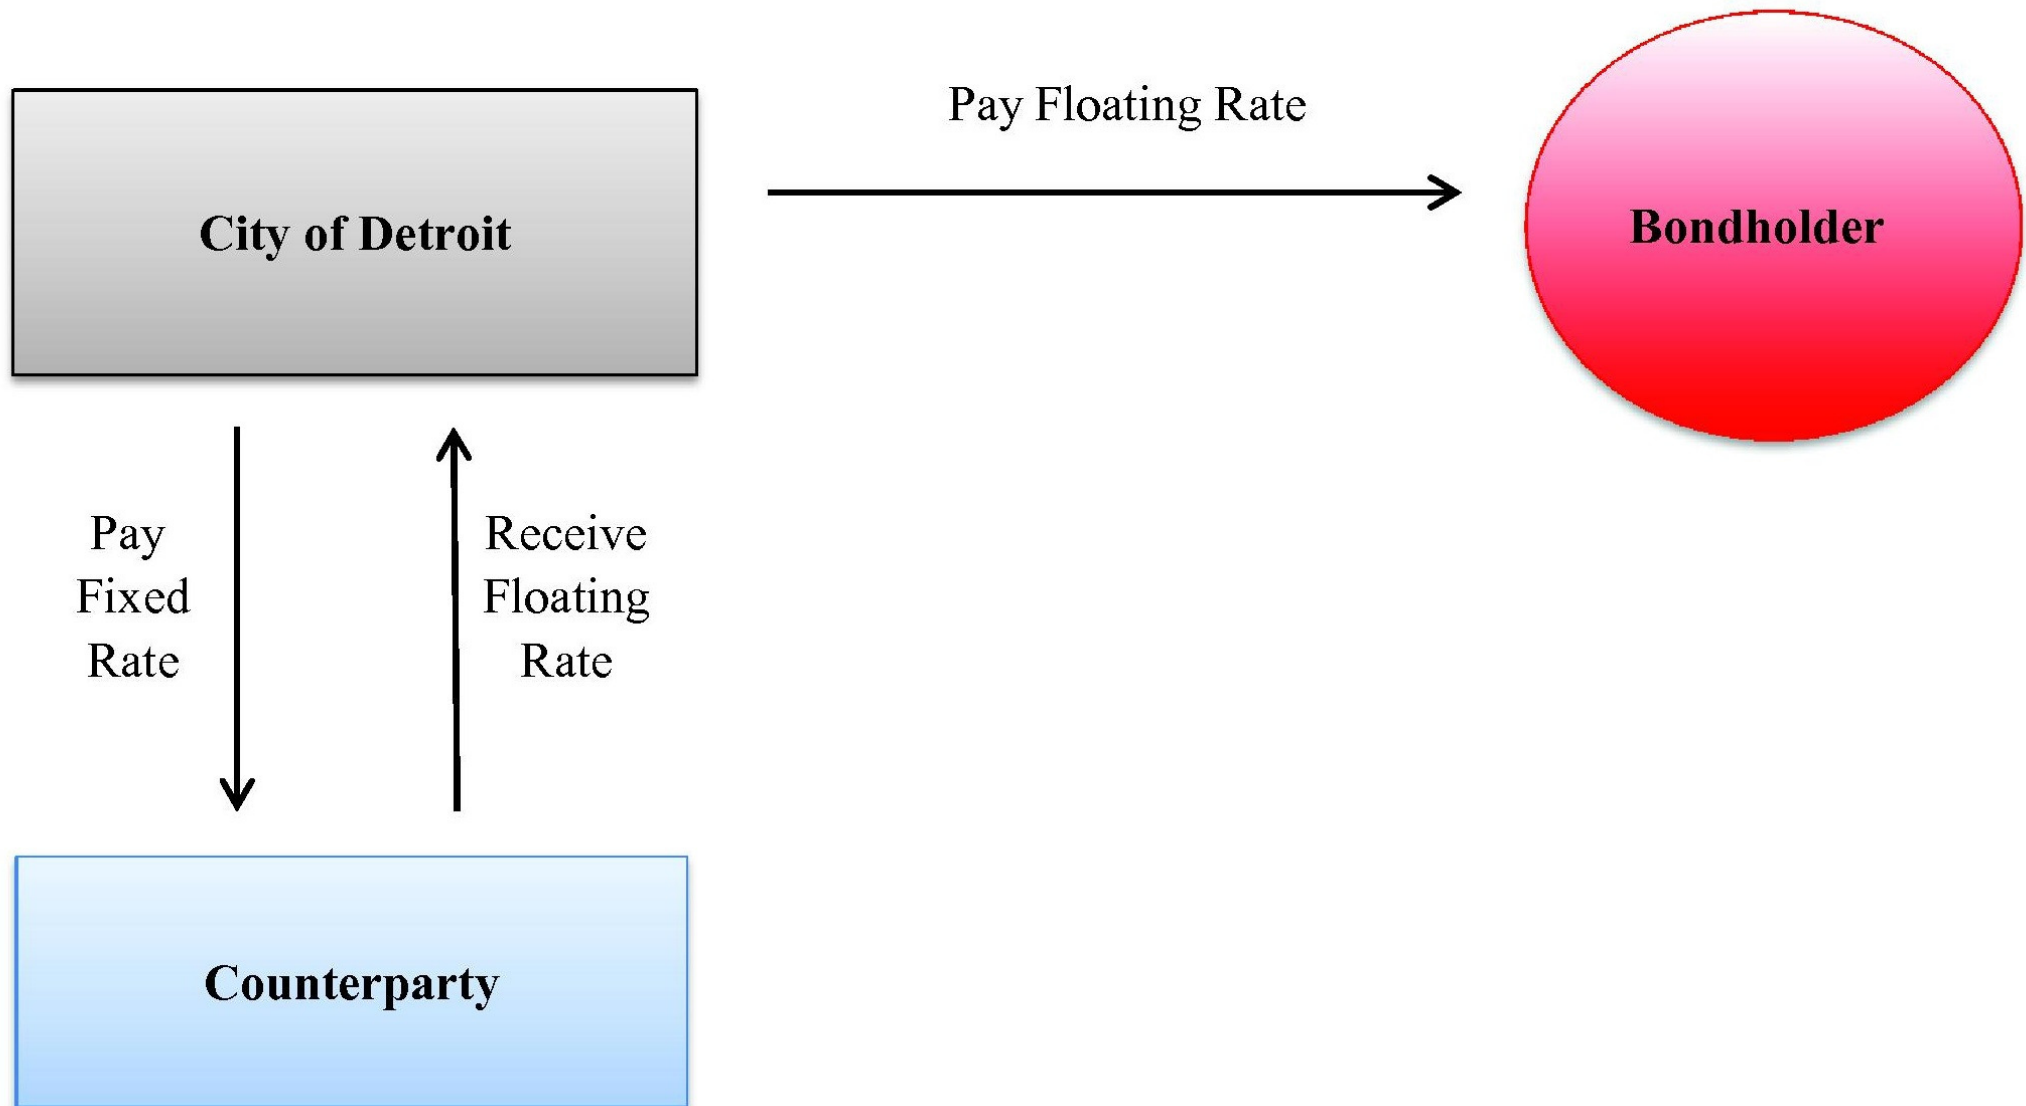 Pay Floating Rate
City of Detroit
Bondholder
Pay
Fixed
Rate
Receive
Floating
Rate
Counterparty